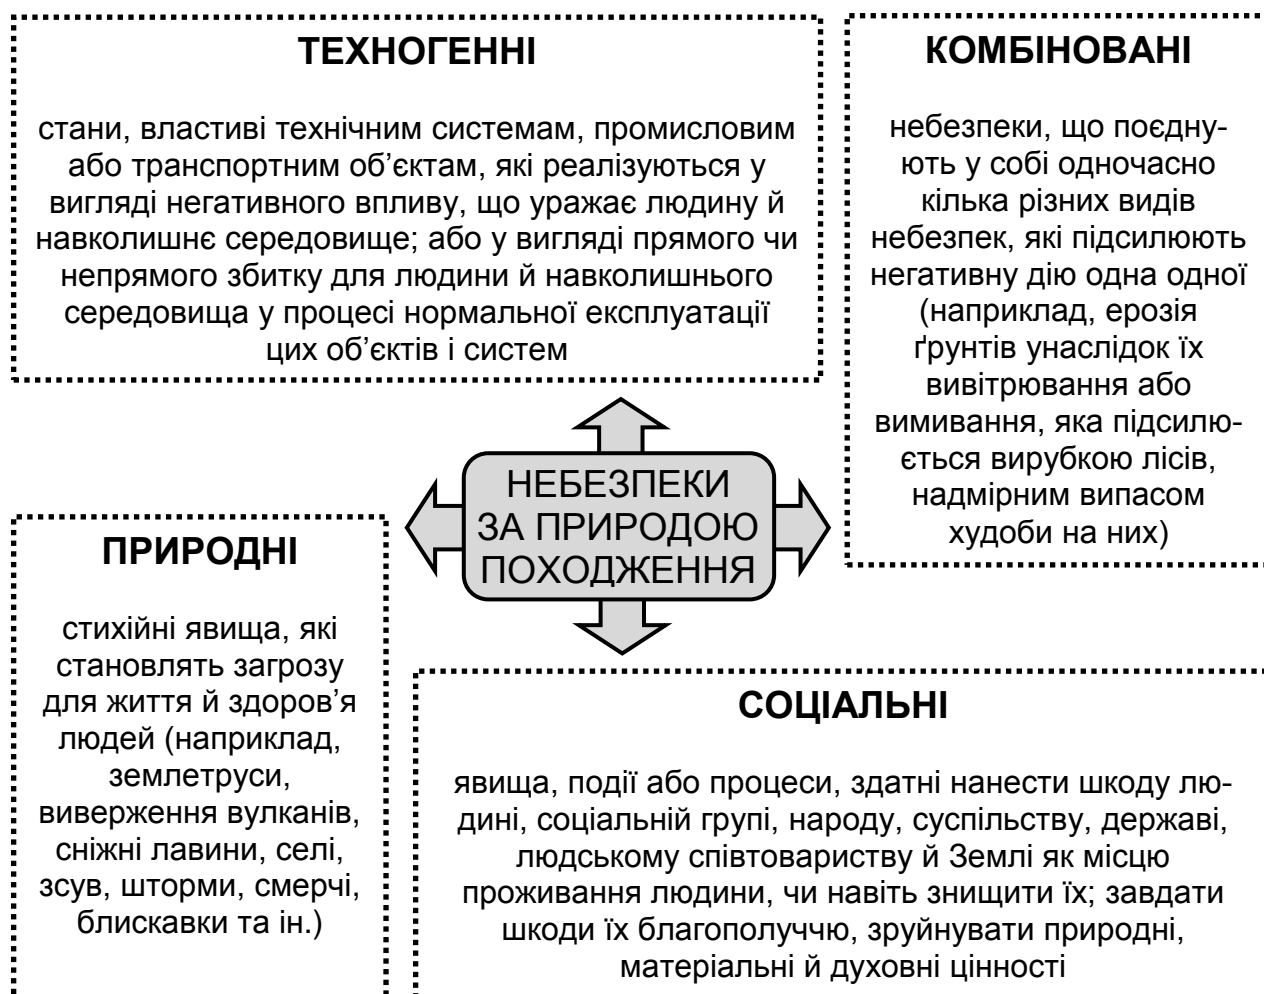 ТЕХНОГЕННІ
стани, властиві технічним системам, промисловим
або транспортним об’єктам, які реалізуються у
вигляді негативного впливу, що уражає людину й
навколишнє середовище; або у вигляді прямого чи
непрямого збитку для людини й навколишнього
середовища у процесі нормальної експлуатації
цих об’єктів і систем
КОМБІНОВАНІ
небезпеки, що поєдну-
ють у собі одночасно
кілька різних видів
небезпек, які підсилюють
негативну дію одна одної
(наприклад, ерозія
ґрунтів унаслідок їх
вивітрювання або
вимивання, яка підсилю-
ється вирубкою лісів,
надмірним випасом
худоби на них)
НЕБЕЗПЕКИ
ЗА ПРИРОДОЮ
ПОХОДЖЕННЯ
ПРИРОДНІ
стихійні явища, які
становлять загрозу
для життя й здоров’я
людей (наприклад,
землетруси,
виверження вулканів,
сніжні лавини, селі,
зсув, шторми, смерчі,
блискавки та ін.)
СОЦІАЛЬНІ
явища, події або процеси, здатні нанести шкоду лю-
дині, соціальній групі, народу, суспільству, державі,
людському співтовариству й Землі як місцю
проживання людини, чи навіть знищити їх; завдати
шкоди їх благополуччю, зруйнувати природні,
матеріальні й духовні цінності